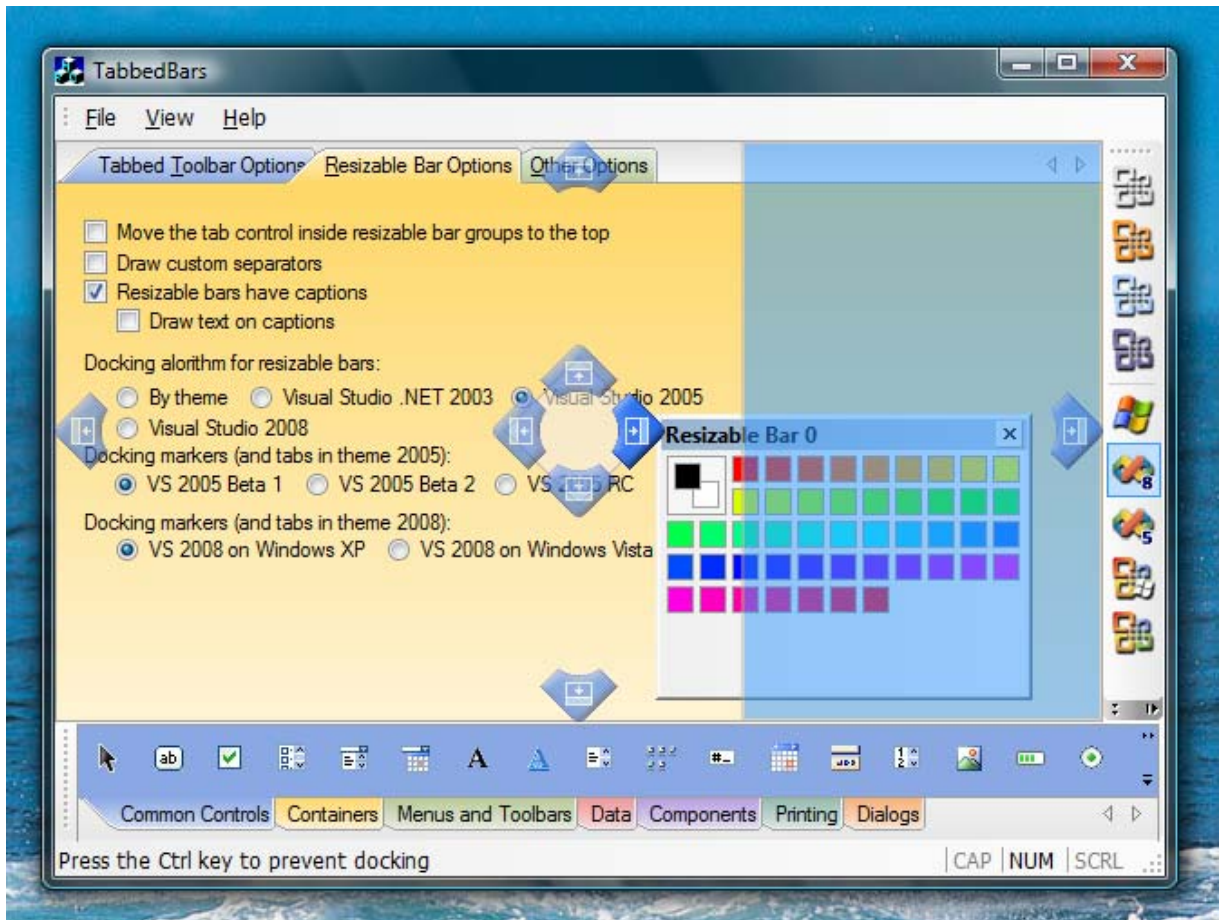 TabbedBars
File View Help
Tabbed Toolbar Options Resizable Bar Options Other Options
Move the tab control inside resizable bar groups to the top
Draw custom separators
Resizable bars have captions
Draw text on captions
Docking alorithm for resizable bars:
By theme Visual Studio .NET 2003 Visual Studio 2005
Visual Studio 2008
Resizable Bar 0
Docking markers (and tabs in theme 2005):
VS 2005 Beta 1 VS 2005 Beta 2 VS 2005 RC
Docking markers (and tabs in theme 2008):
VS 2008 on Windows XP VS 2008 on Windows Vista
8
5
ab A A #_
1
2
Common Controls Containers Menus and Toolbars Data Components Printing Dialogs
Press the Ctrl key to prevent docking CAP NUM SCRL